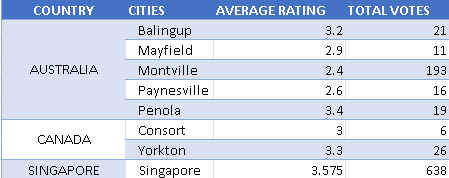 COUNTRY CITIES AVERAGE RATING TOTAL VOTES
Balingup 3.2 21
Mayfield 2.9 11
AUSTRALIA Montville 2.4 193
Paynesville 2.6 16
Penola 3.4 19
CANADA Consort 3 6
Yorkton 3.3 26
SINGAPORE Singapore 3.575 638